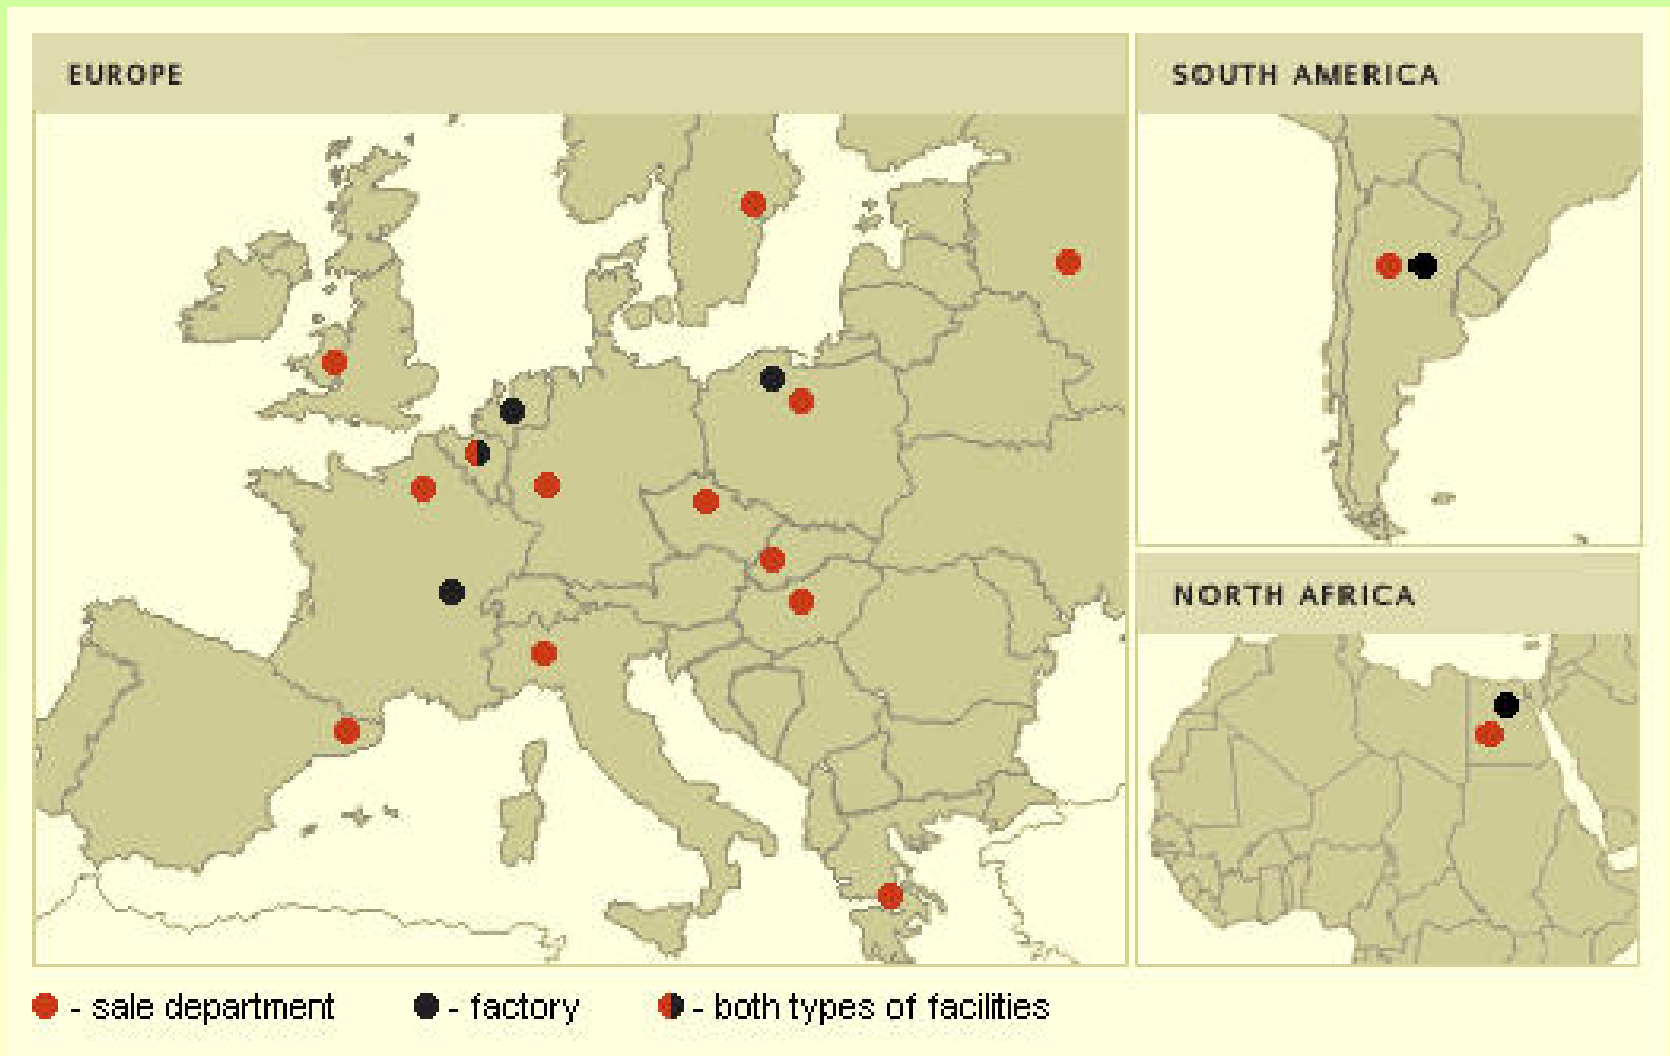 EUROPE
SOUTH AMERICA
NORTH AFRICA
- sale department
- factory
- both types of facilities